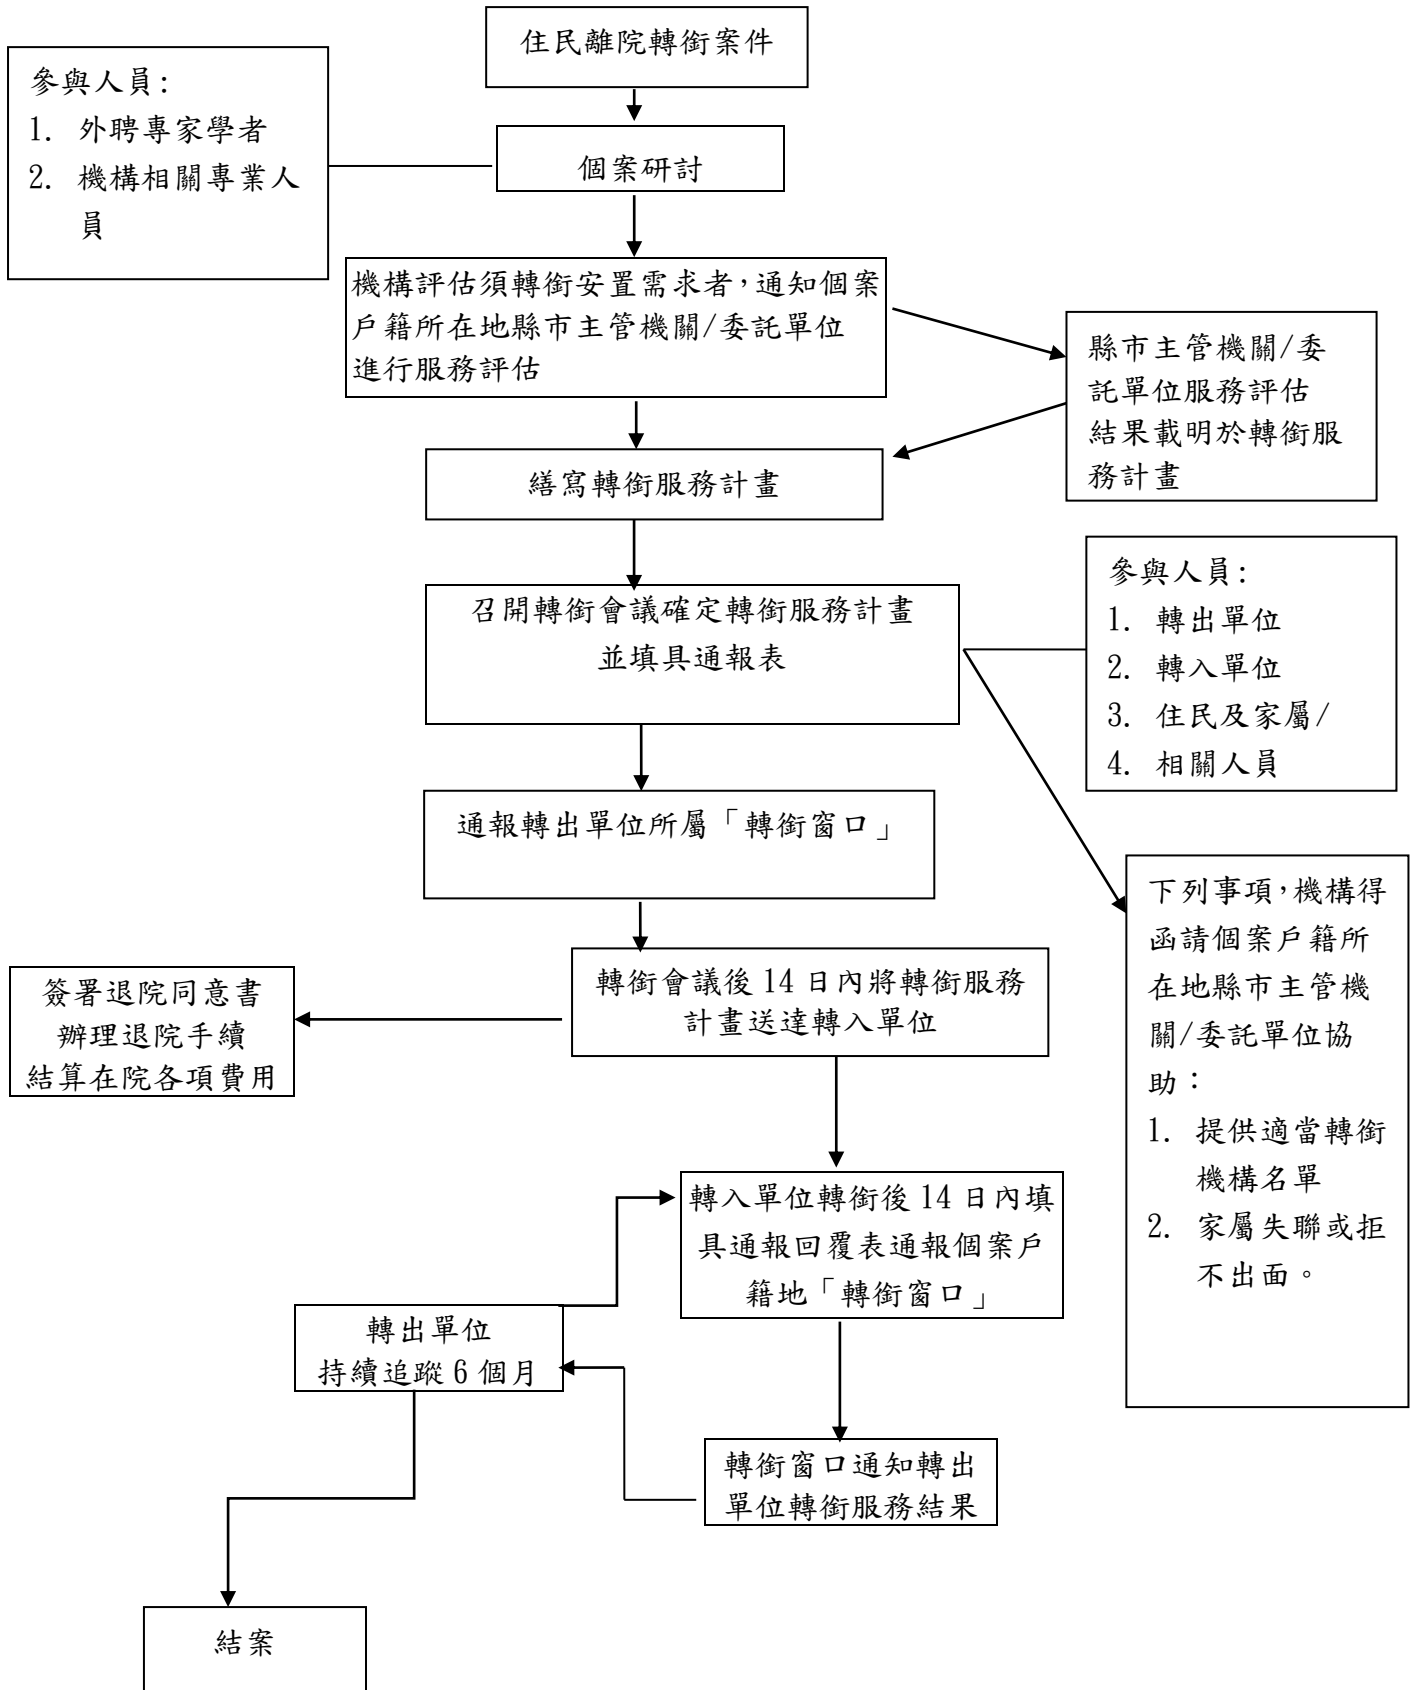 住民離院轉銜案件
參與人員:
1. 外聘專家學者
2. 機構相關專業人
員
個案研討
機構評估須轉銜安置需求者,通知個案
戶籍所在地縣市主管機關/委託單位
進行服務評估
縣市主管機關/委
託單位服務評估
結果載明於轉銜服
務計畫
繕寫轉銜服務計畫
召開轉銜會議確定轉銜服務計畫
並填具通報表
參與人員:
1. 轉出單位
2. 轉入單位
3. 住民及家屬/
4. 相關人員
通報轉出單位所屬「轉銜窗口」
下列事項,機構得
函請個案戶籍所
在地縣市主管機
關/委託單位協
助:
1. 提供適當轉銜
機構名單
2. 家屬失聯或拒
不出面。
轉銜會議後 14 日內將轉銜服務
計畫送達轉入單位
簽署退院同意書
辦理退院手續
結算在院各項費用
轉入單位轉銜後 14 日內填
具通報回覆表通報個案戶
籍地「轉銜窗口」
轉出單位
持續追蹤 6 個月
轉銜窗口通知轉出
單位轉銜服務結果
結案